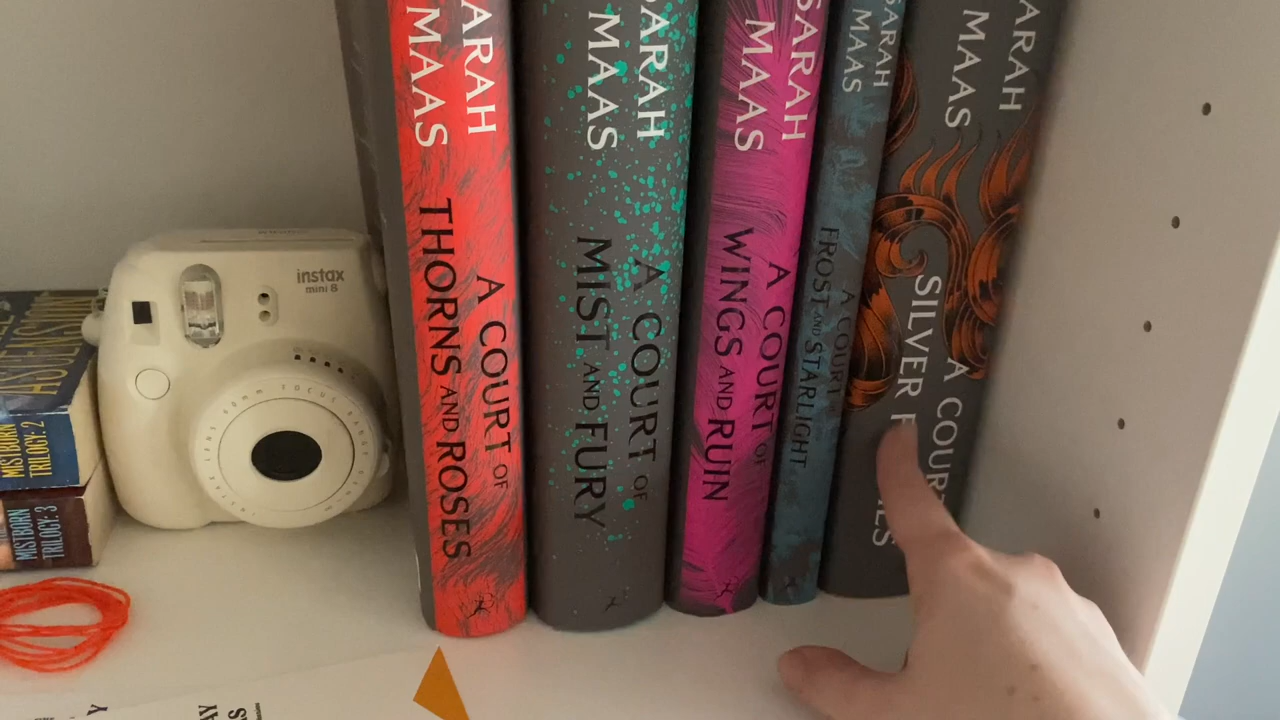 ASCENSION
MISTBORN
TRILOGY: 2
MISTBORN
TRILOGY: 3
instax
mini 8
SARAH
MAAS
A COURT OF
THORNS AND ROSES
SARAH
MAAS
A COURT OF
MIST AND FURY
SARAH
MAAS
A COURT OF
WINGS AND RUIN
SARAH
MAAS
A COURT OF
FROST AND STARLIGHT
ARAH
MAAS
A COURT
SILVER F